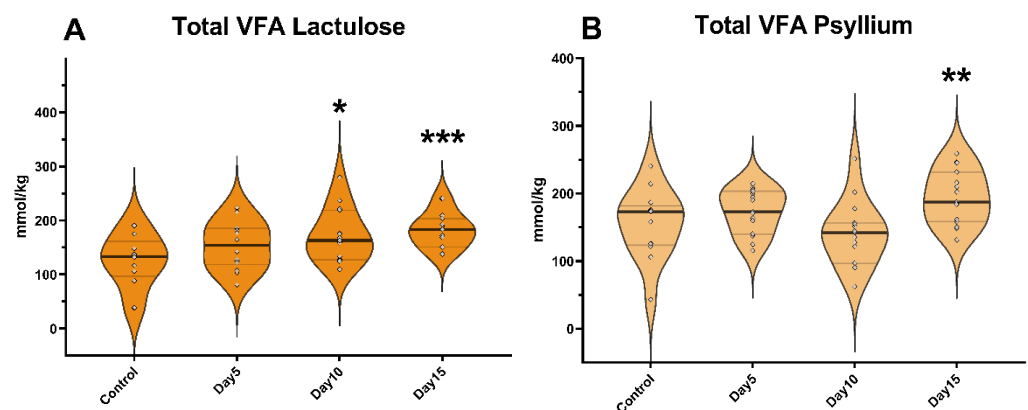 A
Total VFA Lactulose
mmol/kg
400
300
200
100
0
*
***
Control
Day5
Day10
Day15
B
Total VFA Psyllium
mmol/kg
400
300
200
100
0
**
Control
Day5
Day10
Day15